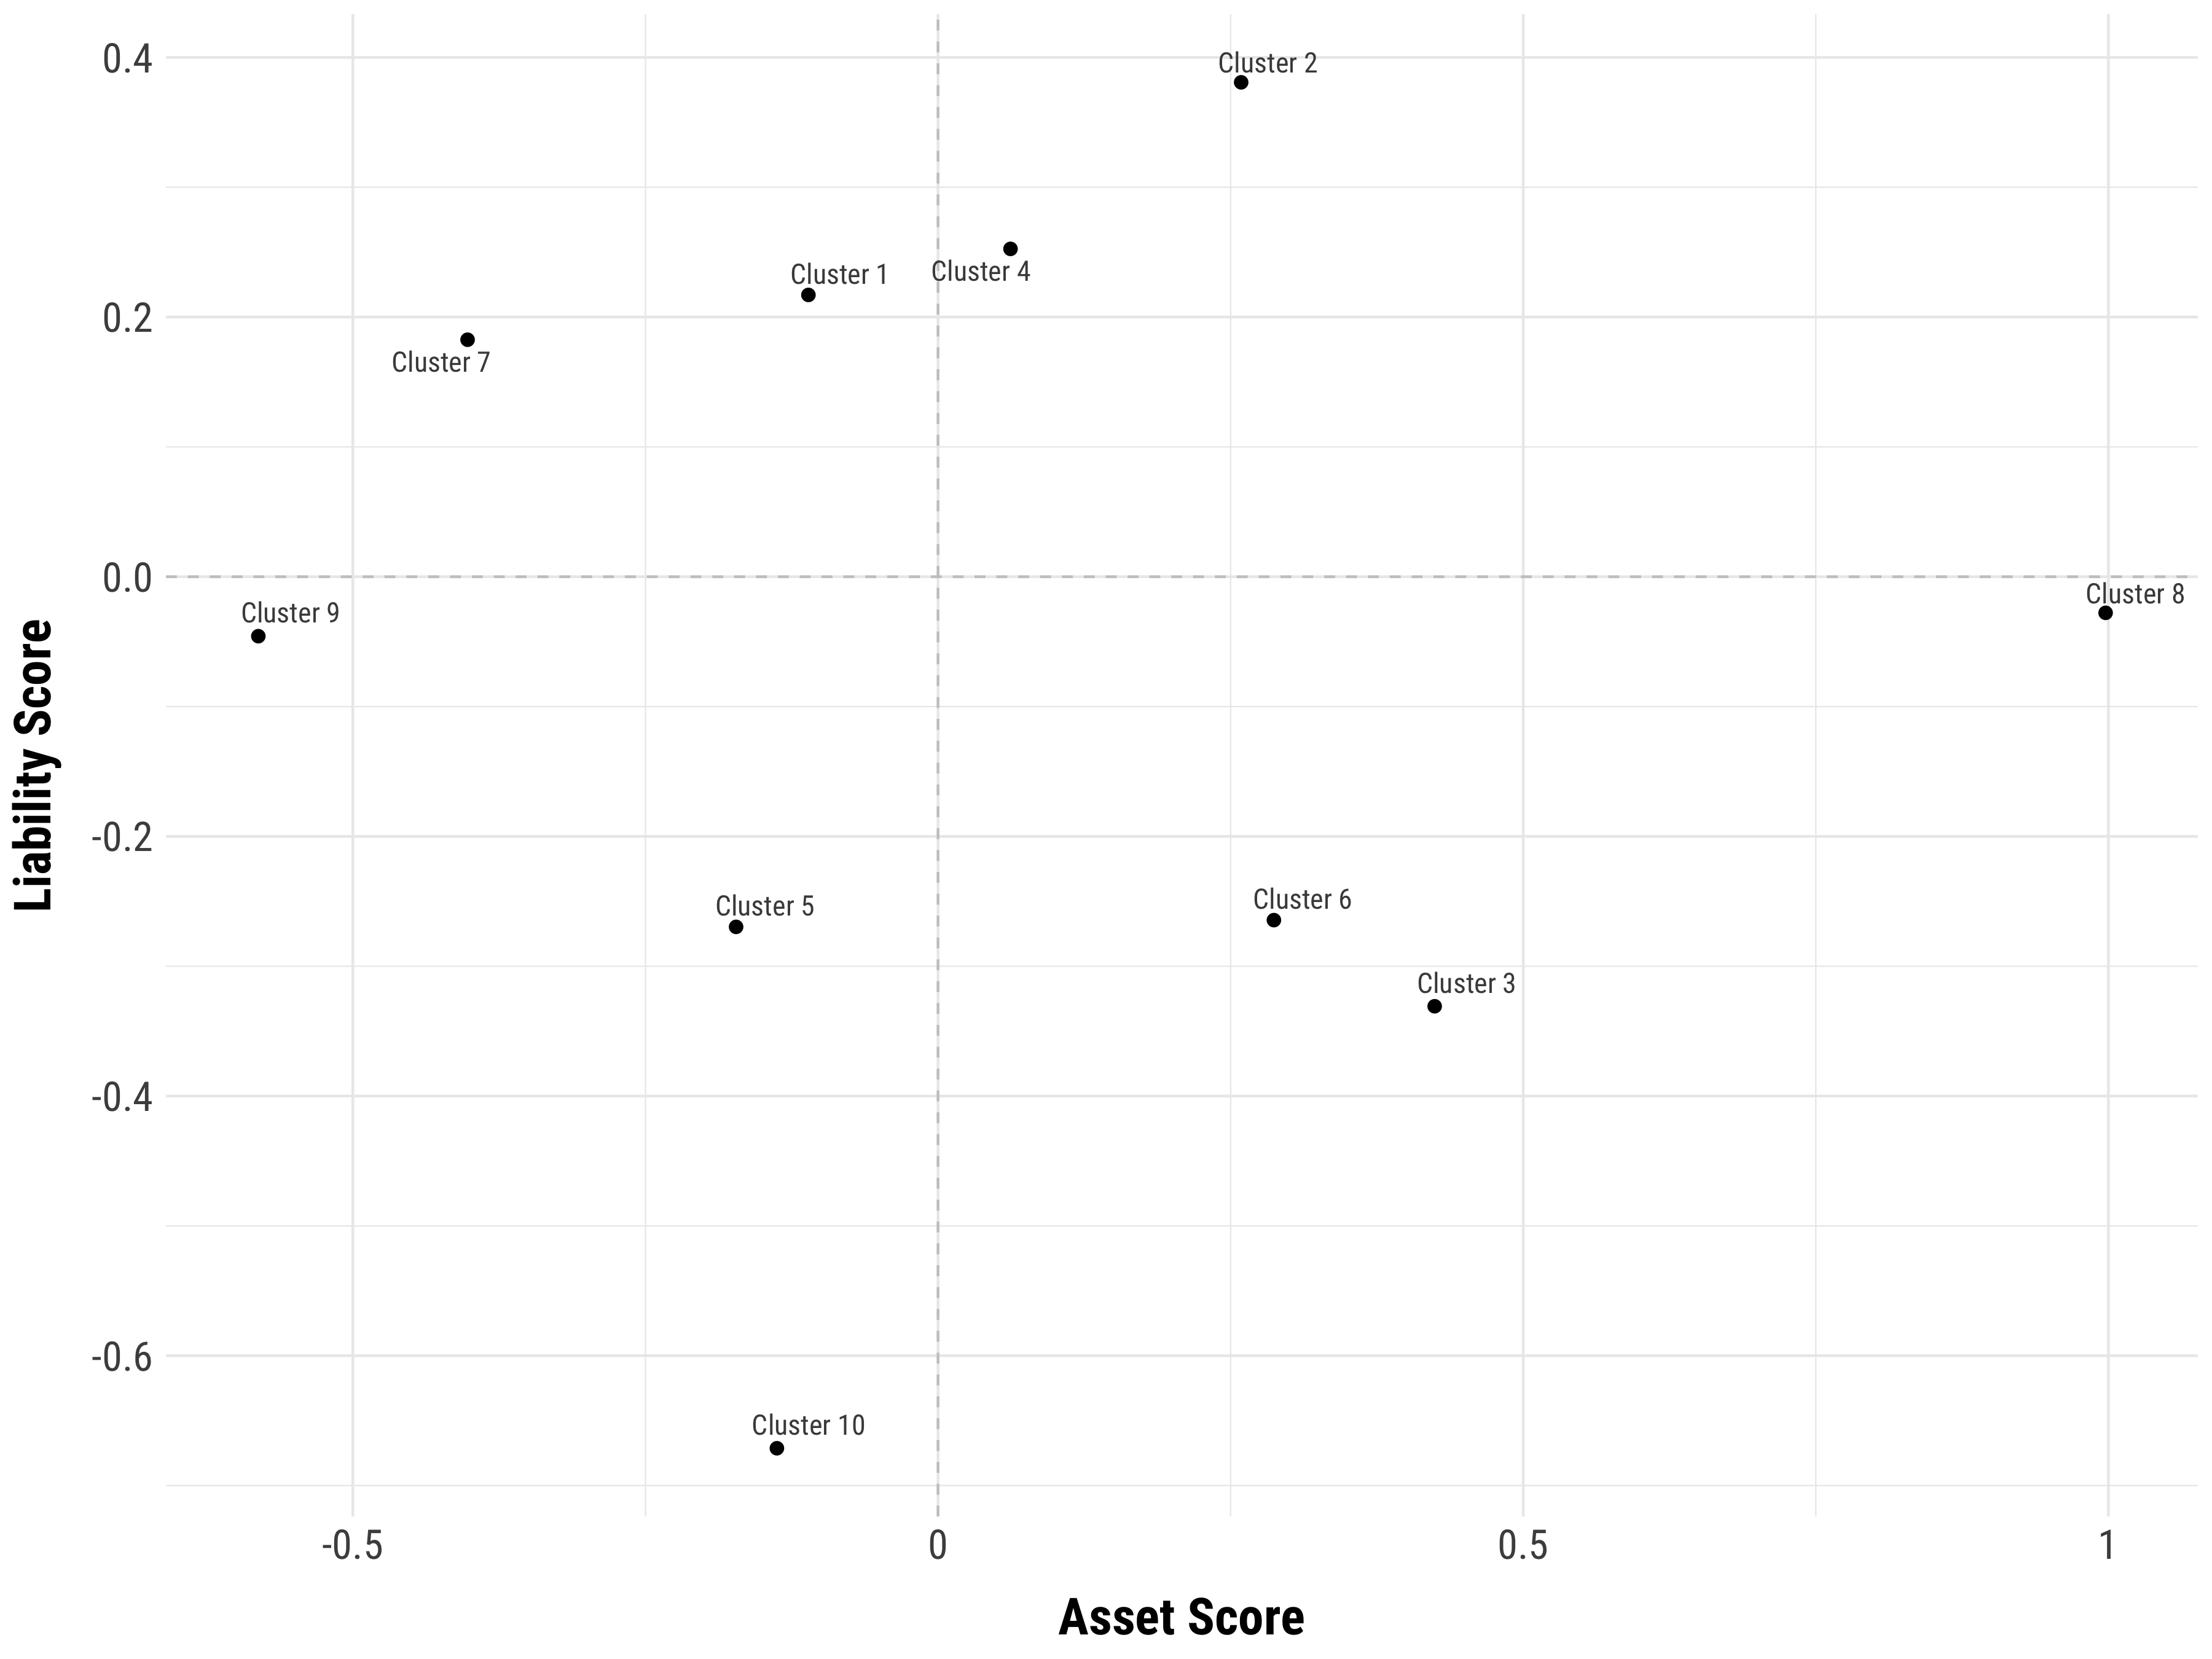 0.4
Cluster 2
Cluster 4
Cluster 1
0.2
Cluster 7
0.0
Cluster 8
Cluster 9
Liability Score
-0.2
Cluster 5
Cluster 6
Cluster 3
-0.4
-0.6
Cluster 10
-0.5
0
0.5
1
Asset Score